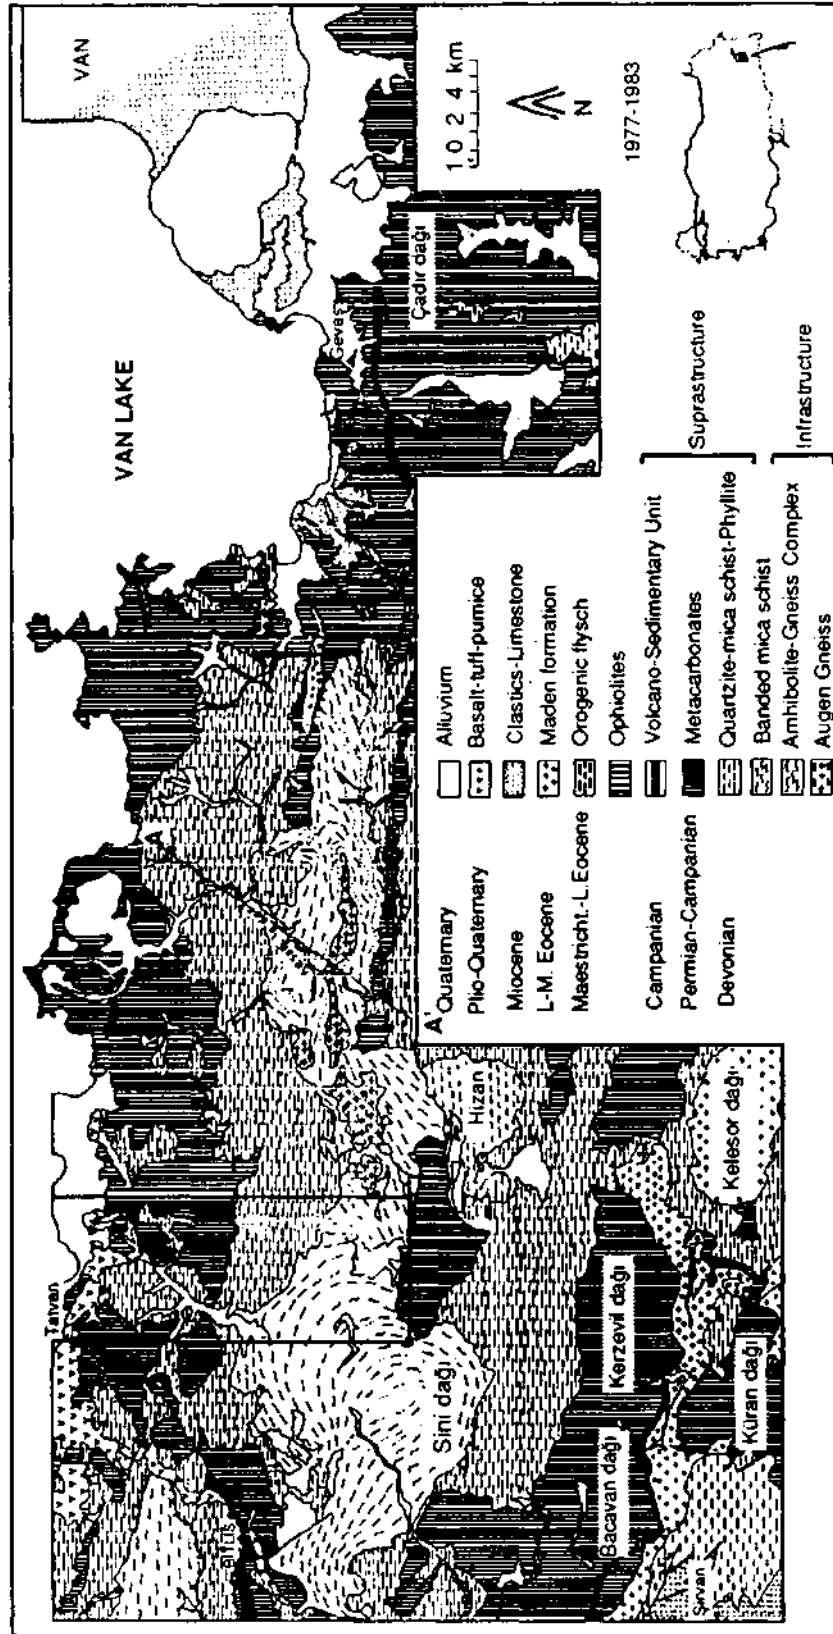 VAN
VAN LAKE
Tatvan
Gevaş
Çadır dağı
Hizan
Sini dağı
Kerzevil dağı
Bacavan dağı
Kelesor dağı
Küran dağı
Şirvan
A
A'
1 0 2 4 km
N
1977-1983
Quaternary Alluvium
Plio-Quaternary Basalt-tuff-pumice
Miocene Clastics-Limestone
L-M. Eocene Maden formation
Maestricht.-L. Eocene Orogenic flysch
Ophiolites
Campanian Volcano-Sedimentary Unit
Permian-Campanian Metacarbonates
Devonian Quartzite-mica schist-Phyllite
Banded mica schist
Amhibolite-Gneiss Complex
Augen Gneiss
Suprastructure
Infrastructure